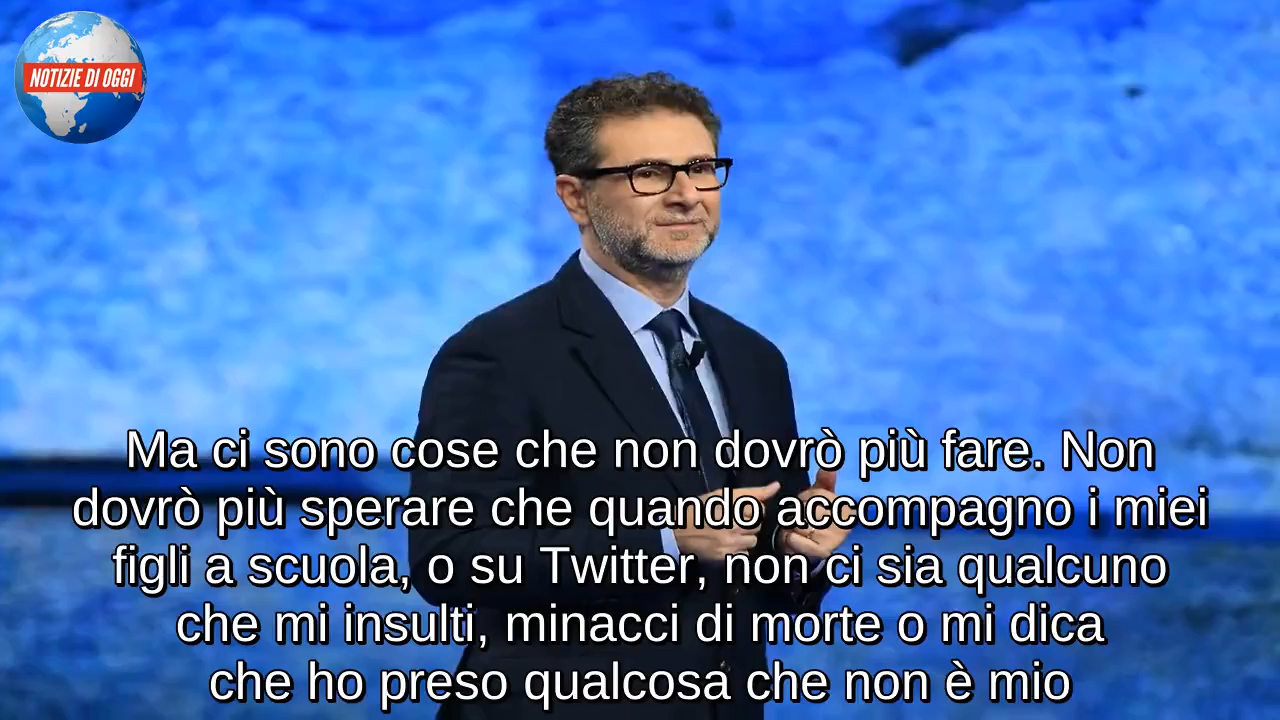 NOTIZIE DI OGGI
Ma ci sono cose che non dovrò più fare. Non
dovrò più sperare che quando accompagno i miei
figli a scuola, o su Twitter, non ci sia qualcuno
che mi insulti, minacci di morte o mi dica
che ho preso qualcosa che non è mio